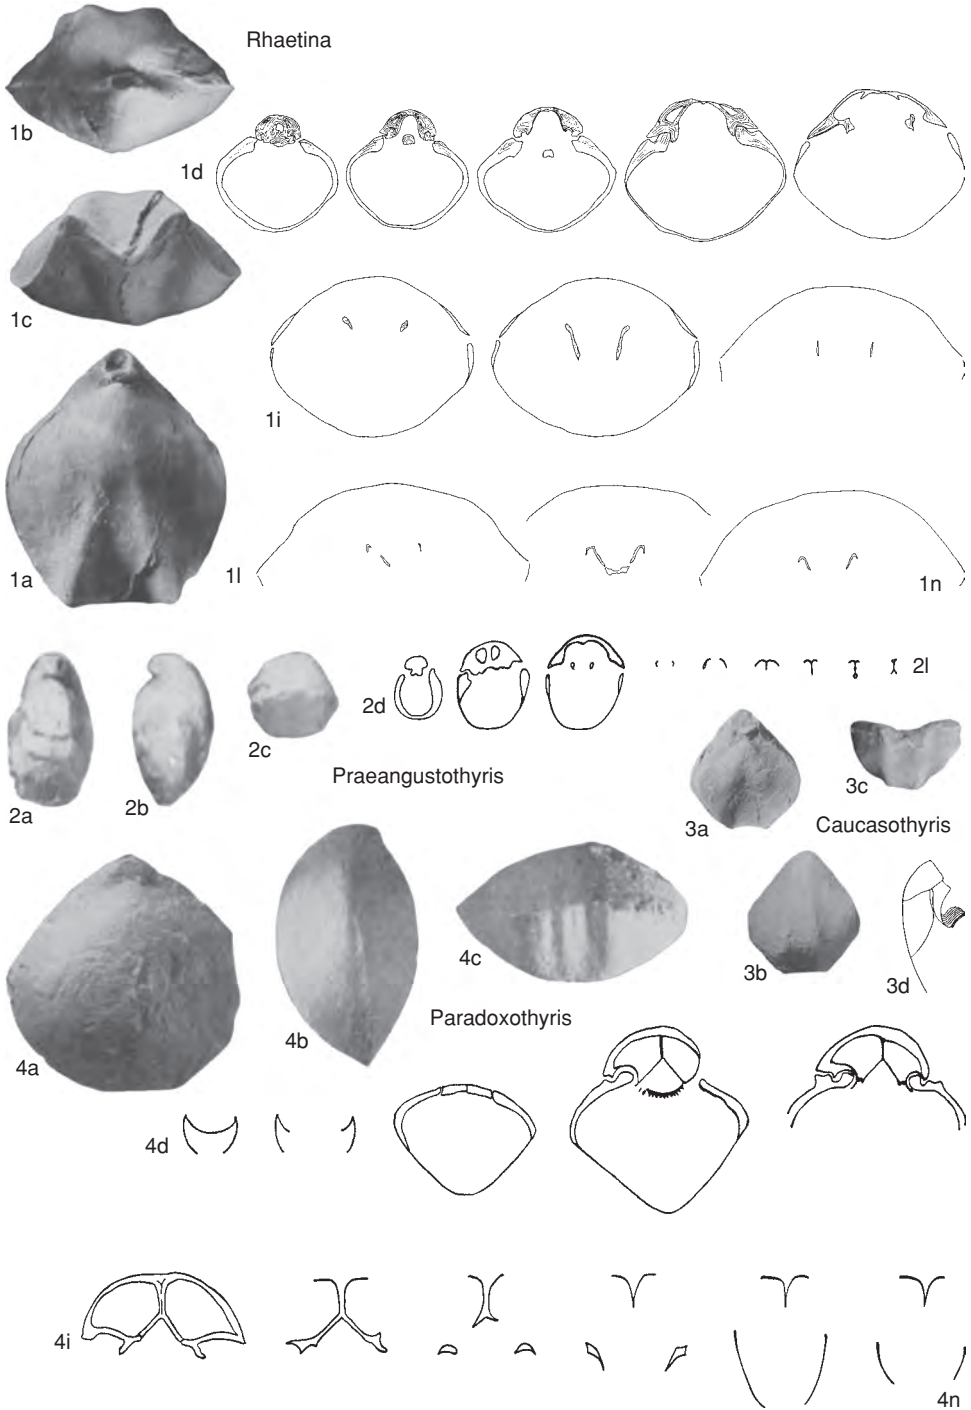 Rhaetina
1b
1d
1c
1i
1a
1l
1n
2a
2b
2c
2d
2l
Praeangustothyris
3a
3c
Caucasothyris
4a
4b
4c
3b
3d
Paradoxothyris
4d
4i
4n